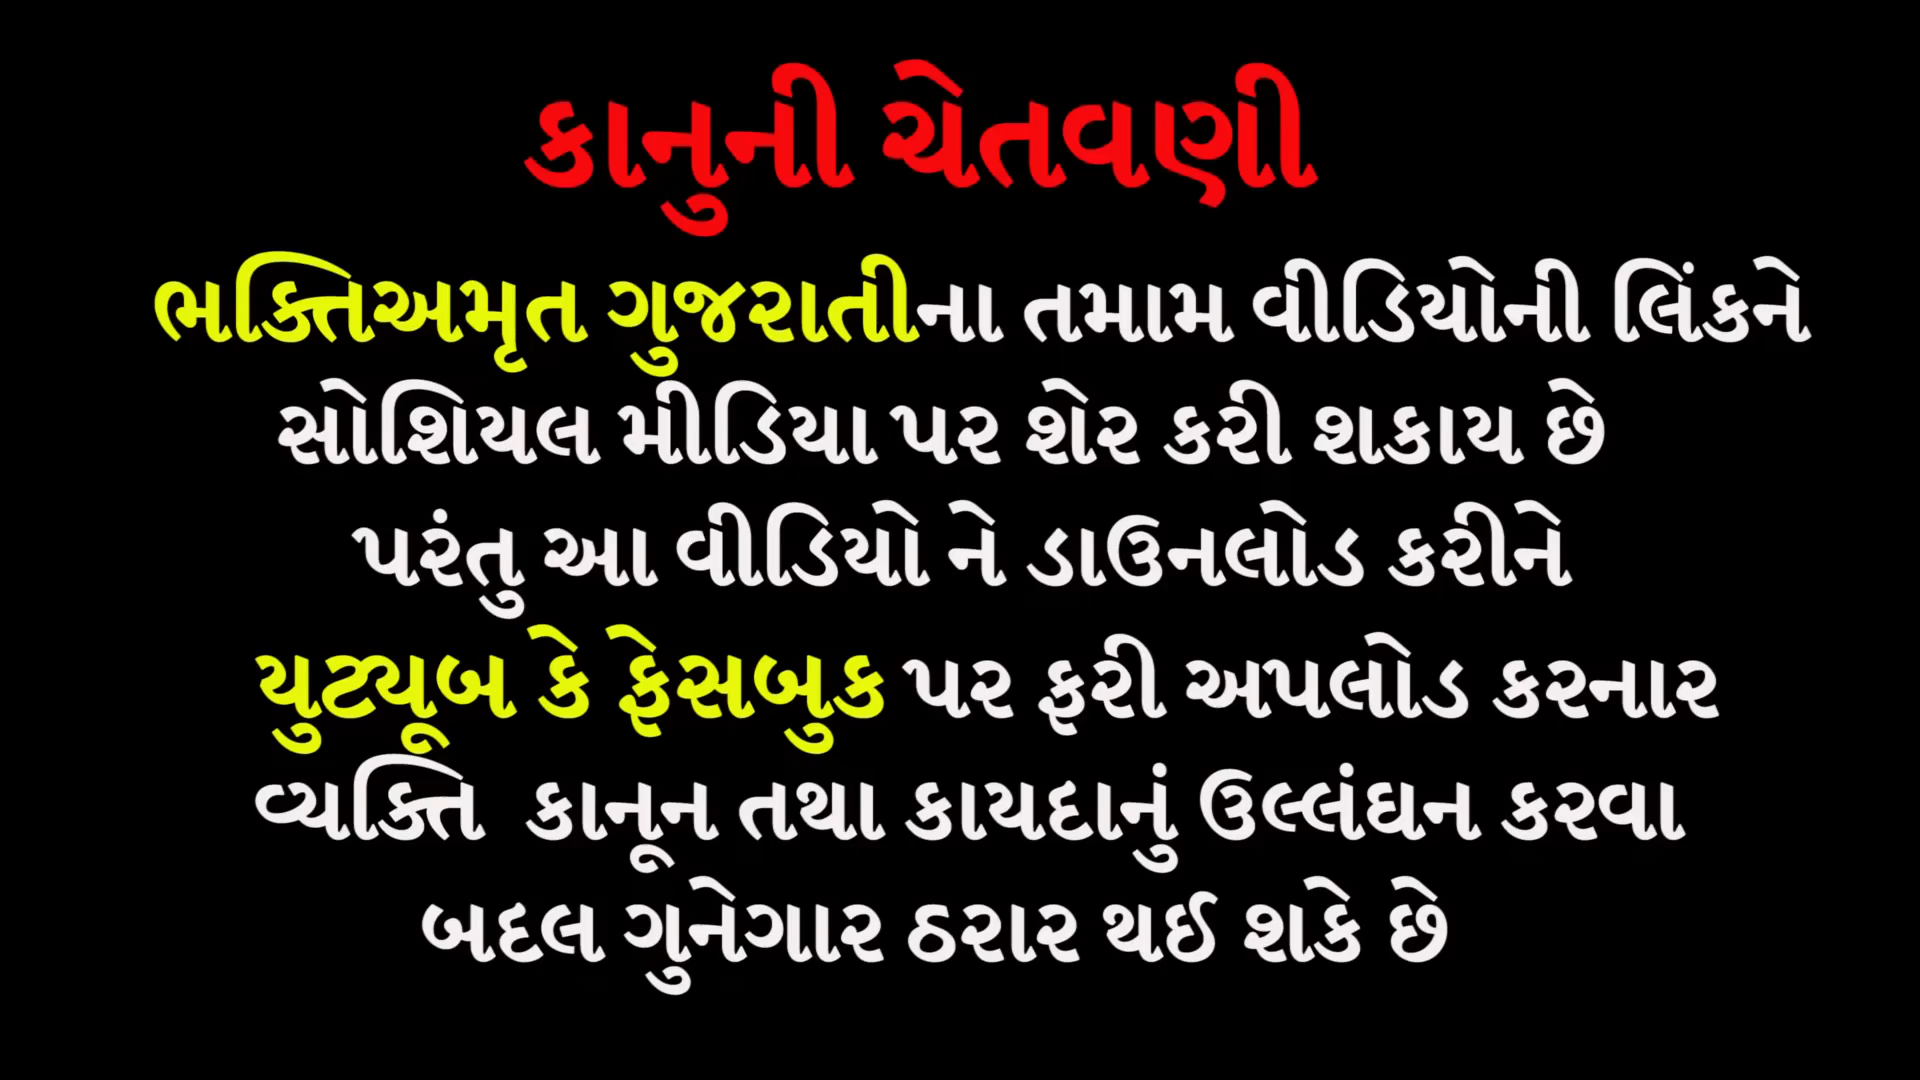 કાનુની ચેતવણી
ભક્તિઅમૃત ગુજરાતીના તમામ વીડિયોની લિંકને
સોશિયલ મીડિયા પર શેર કરી શકાય છે
પરંતુ આ વીડિયો ને ડાઉનલોડ કરીને
યુટ્યૂબ કે ફેસબુક પર ફરી અપલોડ કરનાર
વ્યક્તિ કાનૂન તથા કાયદાનું ઉલ્લંઘન કરવા
બદલ ગુનેગાર ઠરાર થઈ શકે છે